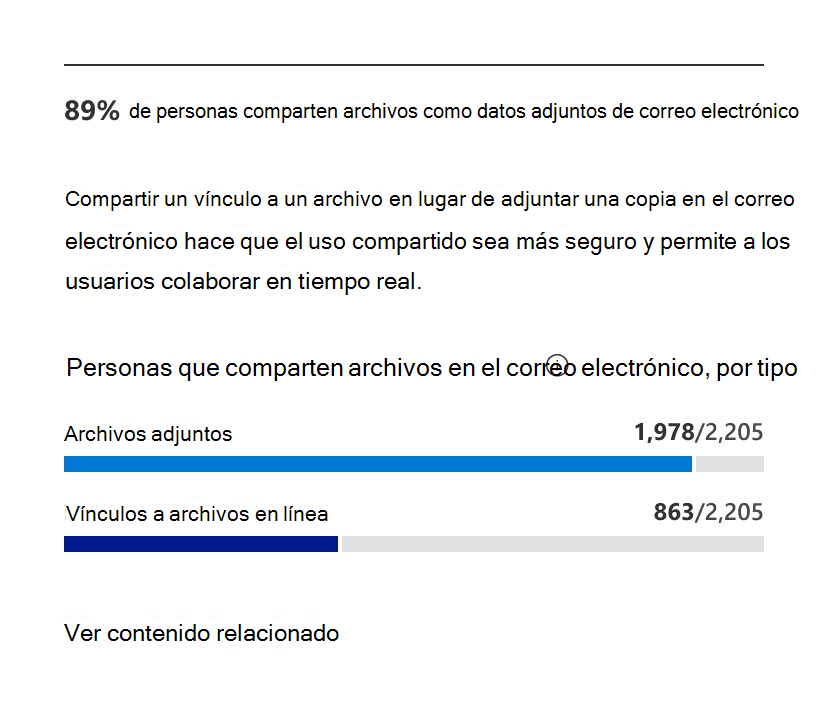 89% de personas comparten archivos como datos adjuntos de correo electrónico
Compartir un vínculo a un archivo en lugar de adjuntar una copia en el correo
electrónico hace que el uso compartido sea más seguro y permite a los
usuarios colaborar en tiempo real.
Personas que comparten archivos en el correo electrónico, por tipo
Archivos adjuntos 1,978/2,205
Vínculos a archivos en línea 863/2,205
Ver contenido relacionado